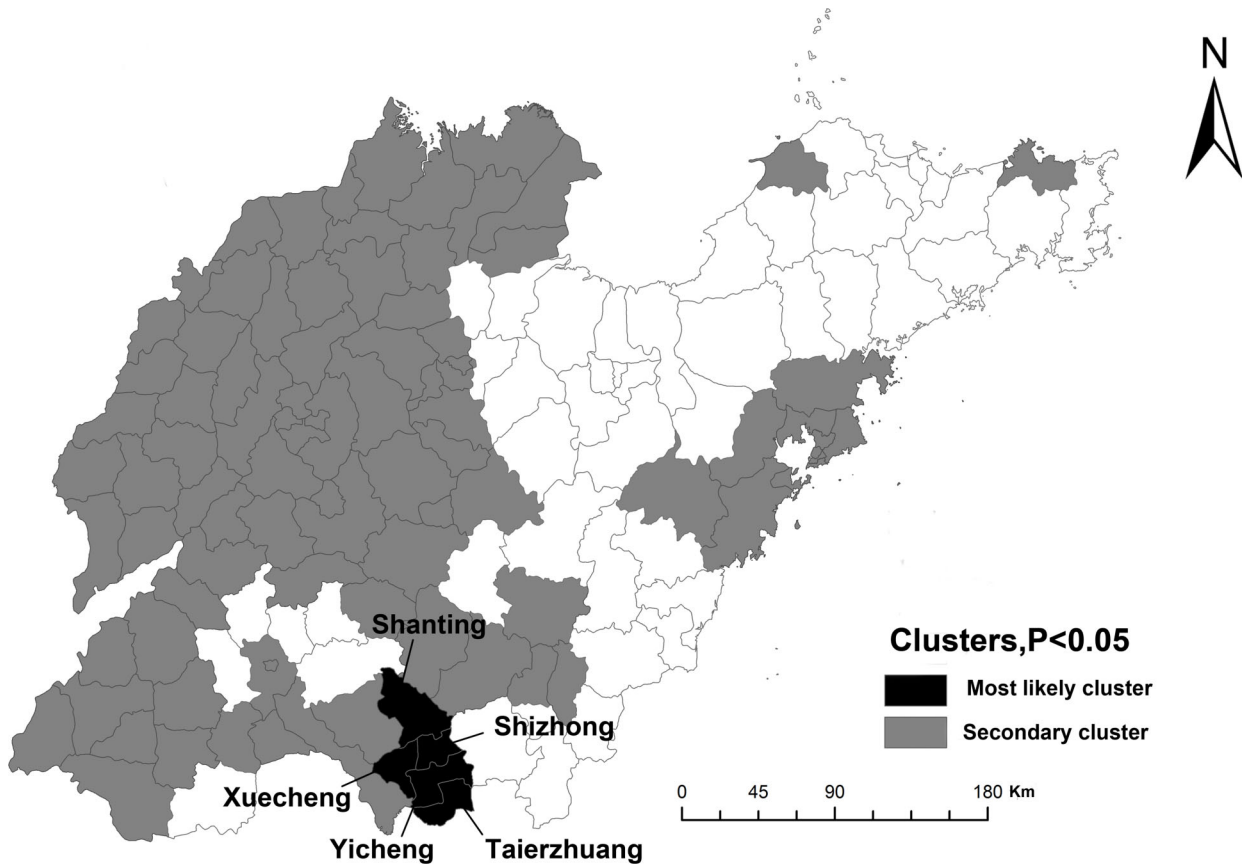 N
Shanting
Clusters,P<0.05
Most likely cluster
Shizhong
Secondary cluster
Xuecheng
0 45 90 180 Km
Yicheng
Taierzhuang